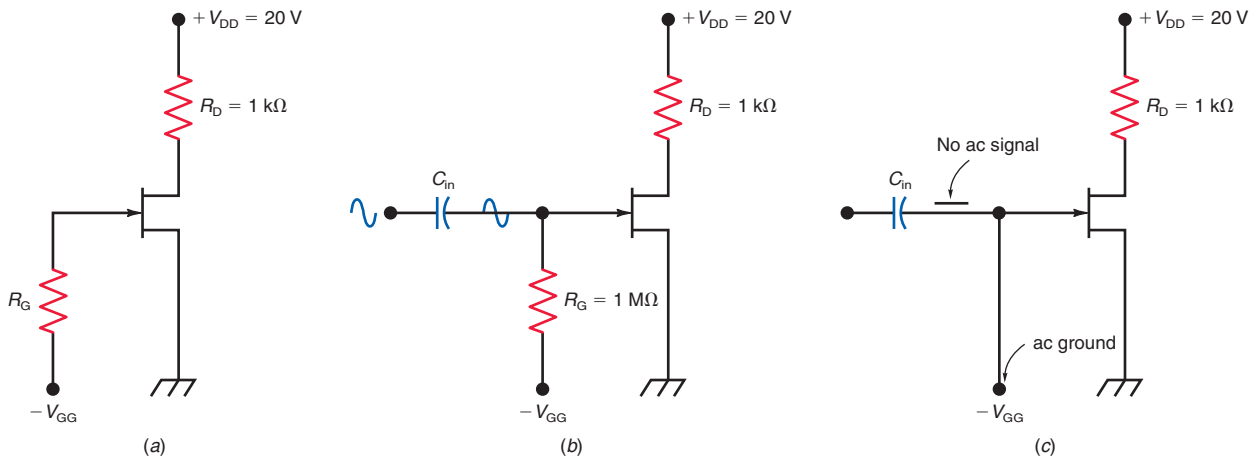 +V_DD = 20 V
R_D = 1 kΩ
R_G
−V_GG
(a)
+V_DD = 20 V
R_D = 1 kΩ
C_in
R_G = 1 MΩ
−V_GG
(b)
+V_DD = 20 V
R_D = 1 kΩ
No ac signal
C_in
ac ground
−V_GG
(c)